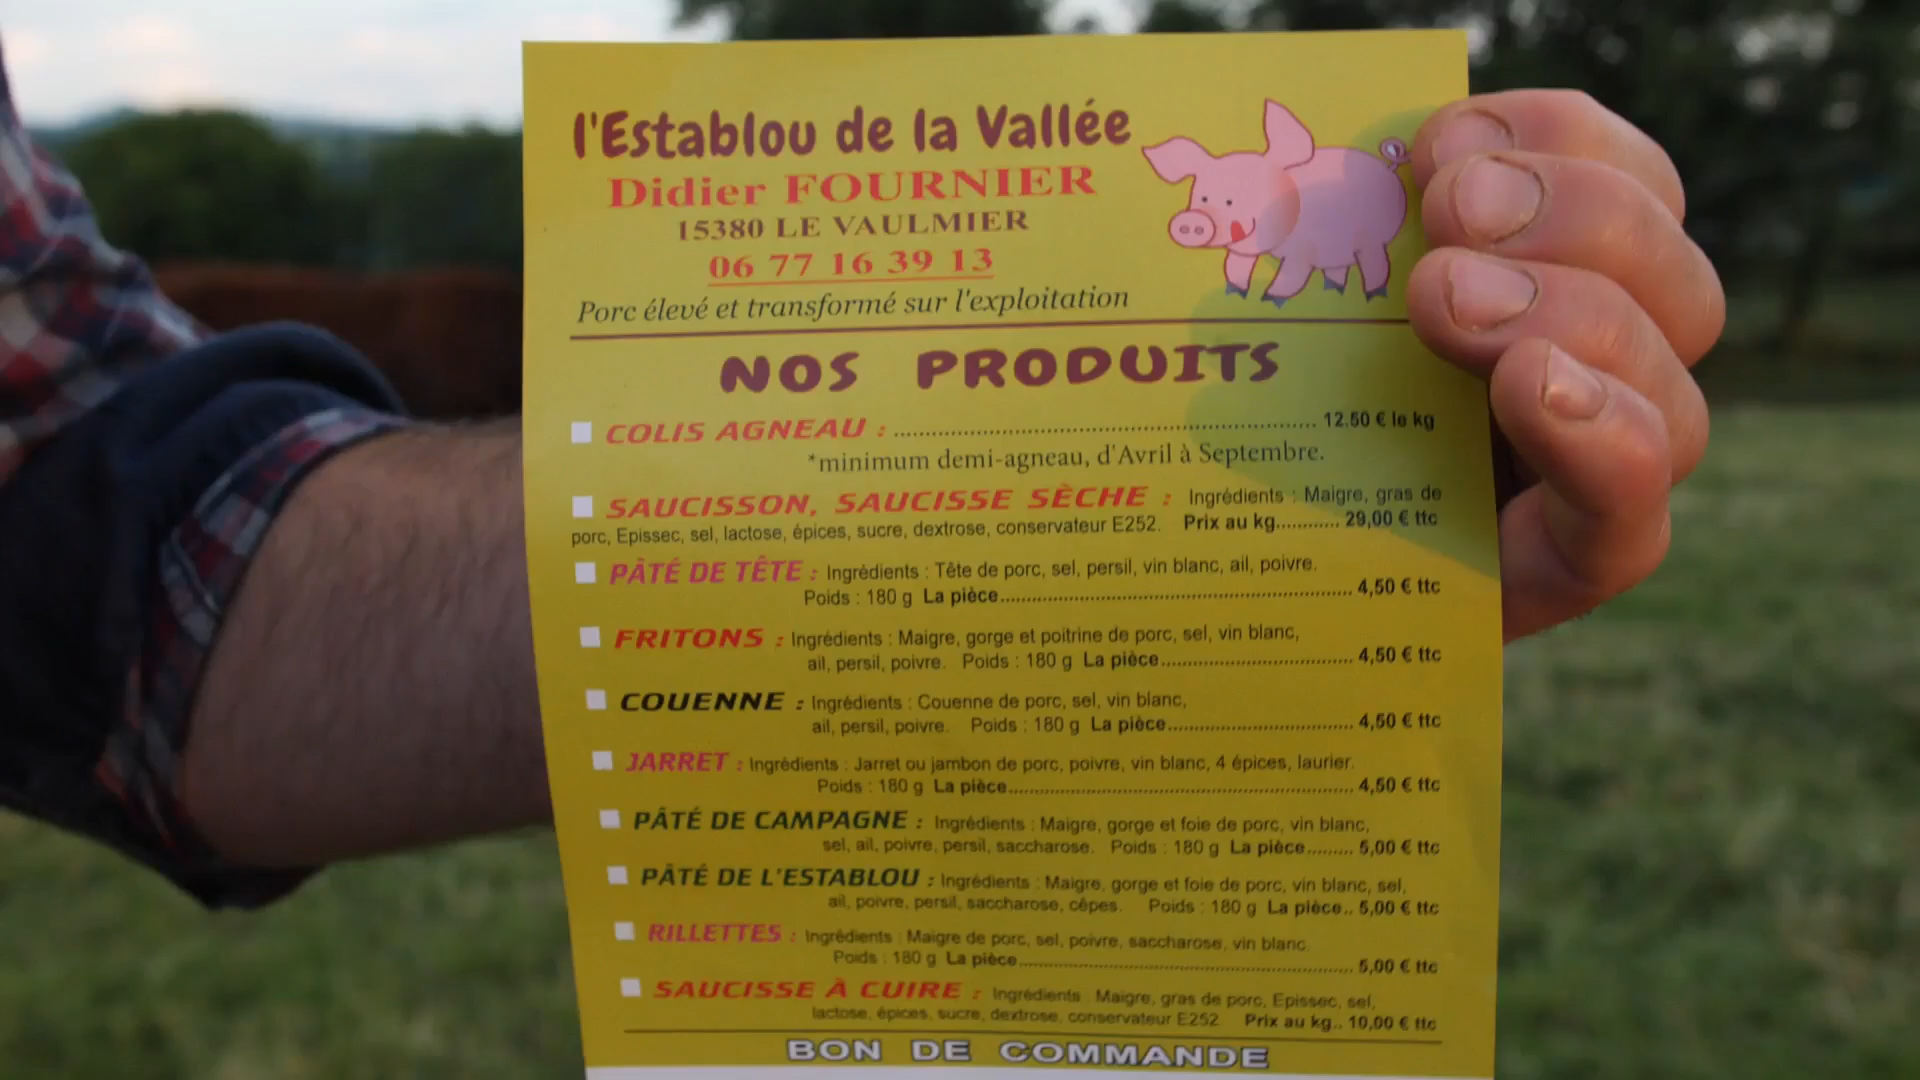 l'Establou de la Vallée
Didier FOURNIER
15380 LE VAULMIER
06 77 16 39 13
Porc élevé et transformé sur l'exploitation
NOS PRODUITS
COLIS AGNEAU : ........................................................................ 12.50 € le kg
*minimum demi-agneau, d'Avril à Septembre.
SAUCISSON, SAUCISSE SÈCHE : Ingrédients : Maigre, gras de
porc, Epissec, sel, lactose, épices, sucre, dextrose, conservateur E252. Prix au kg............ 29,00 € ttc
PÂTÉ DE TÊTE : Ingrédients : Tête de porc, sel, persil, vin blanc, ail, poivre.
Poids : 180 g La pièce........................................................................ 4,50 € ttc
FRITONS : Ingrédients : Maigre, gorge et poitrine de porc, sel, vin blanc,
ail, persil, poivre. Poids : 180 g La pièce....................................... 4,50 € ttc
COUENNE : Ingrédients : Couenne de porc, sel, vin blanc,
ail, persil, poivre. Poids : 180 g La pièce...................................... 4,50 € ttc
JARRET : Ingrédients : Jarret ou jambon de porc, poivre, vin blanc, 4 épices, laurier.
Poids : 180 g La pièce...................................................................... 4,50 € ttc
PÂTÉ DE CAMPAGNE : Ingrédients : Maigre, gorge et foie de porc, vin blanc,
sel, ail, poivre, persil, saccharose. Poids : 180 g La pièce......... 5,00 € ttc
PÂTÉ DE L'ESTABLOU : Ingrédients : Maigre, gorge et foie de porc, vin blanc, sel,
ail, poivre, persil, saccharose, cêpes. Poids : 180 g La pièce.. 5,00 € ttc
RILLETTES : Ingrédients : Maigre de porc, sel, poivre, saccharose, vin blanc.
Poids : 180 g La pièce.................................................................... 5,00 € ttc
SAUCISSE À CUIRE : Ingrédients : Maigre, gras de porc, Epissec, sel,
lactose, épices, sucre, dextrose, conservateur E252 Prix au kg.. 10,00 € ttc
BON DE COMMANDE